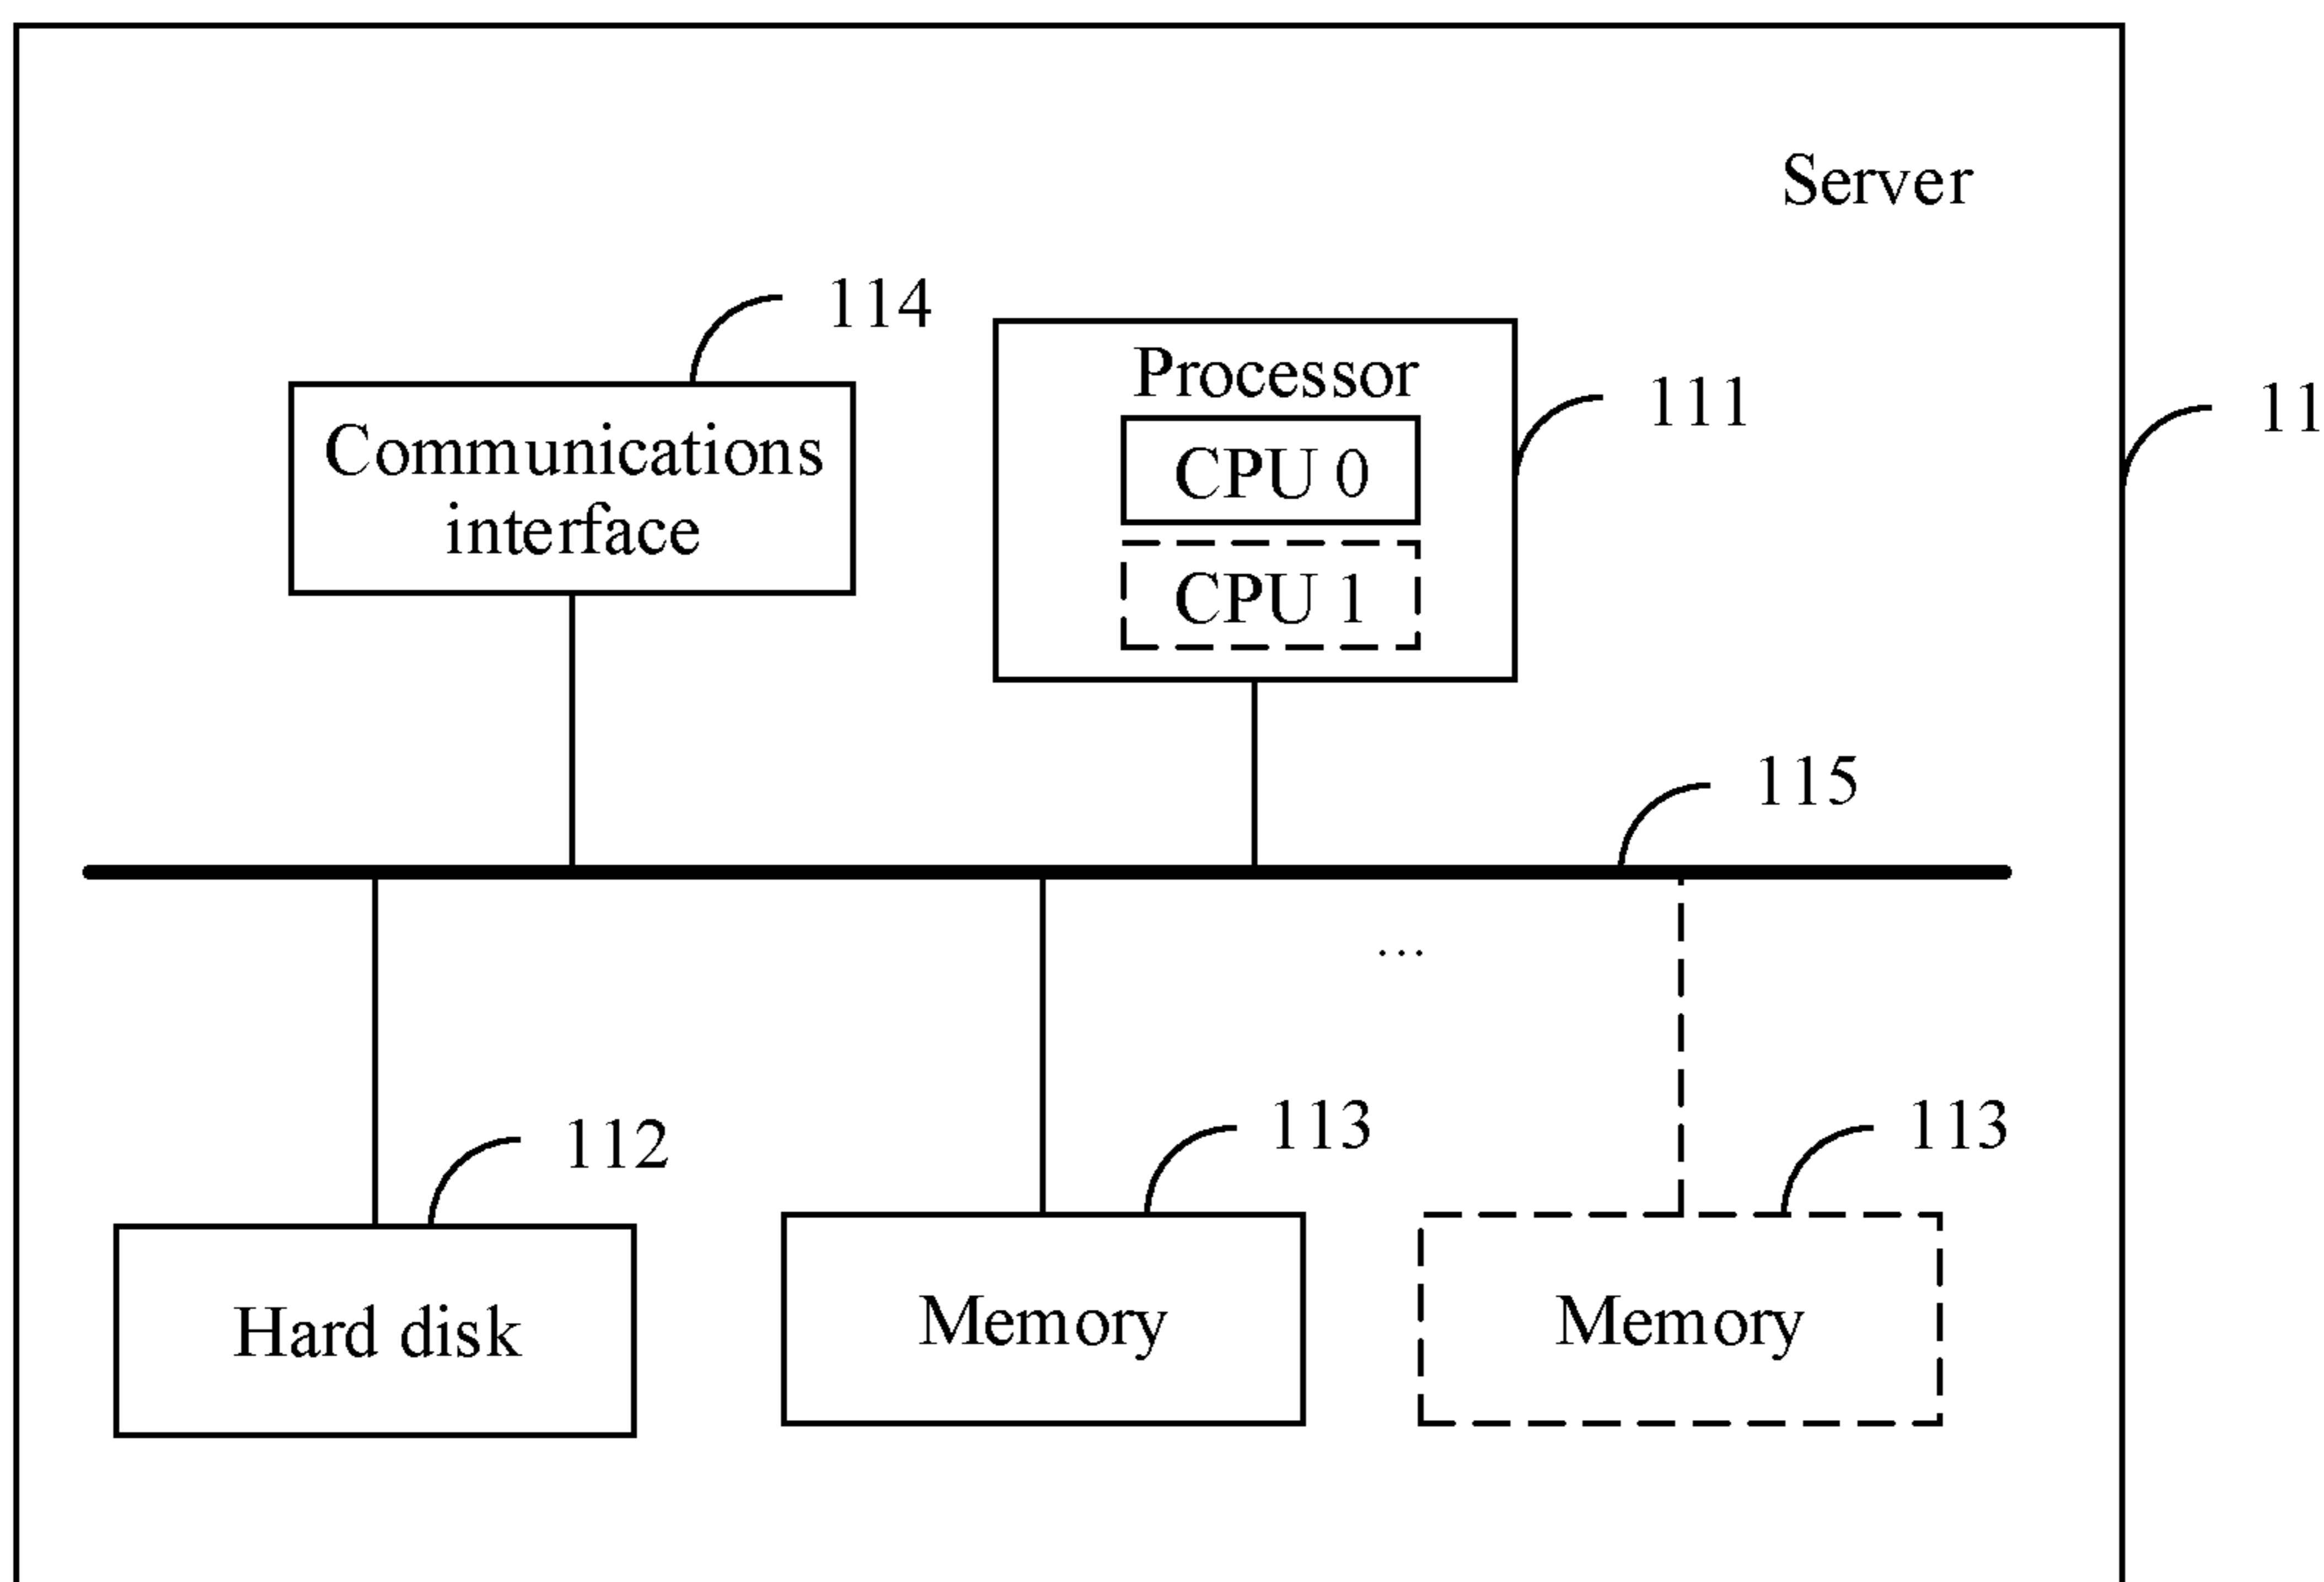 Server
114
Communications
interface
Processor
CPU 0
CPU 1
111
11
115
...
112
113
113
Hard disk
Memory
Memory